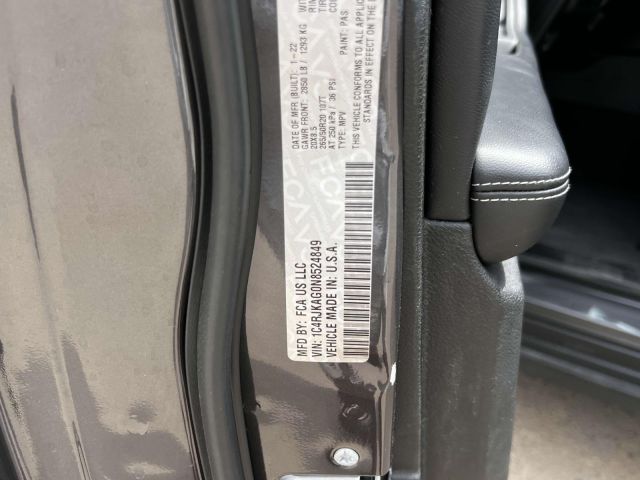 MFD BY: FCA US LLC
DATE OF MFR (BUILT): 1-22
GAWR FRONT: 2850 LB / 1293 KG
20X8.5
265/50R20 107T
AT 250 kPa / 36 PSI
TYPE: MPV
PAINT: PAS
THIS VEHICLE CONFORMS TO ALL
STANDARDS IN EFFECT ON THE
VIN: 1C4RJKAG0N8524849
VEHICLE MADE IN: U.S.A.